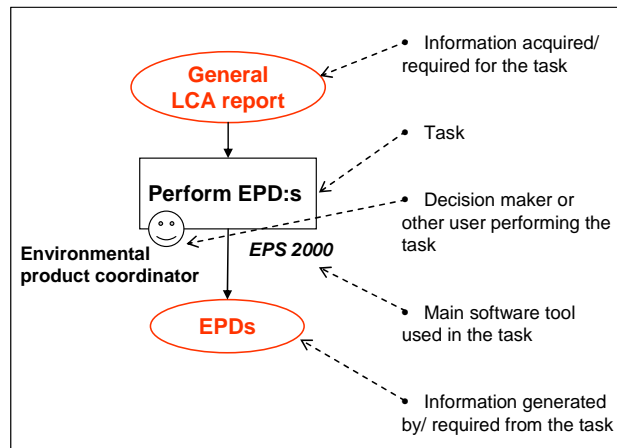 General
LCA report
Perform EPD:s
Environmental
product coordinator
EPS 2000
EPDs
• Information acquired/
required for the task
• Task
• Decision maker or
other user performing the
task
• Main software tool
used in the task
• Information generated
by/ required from the task